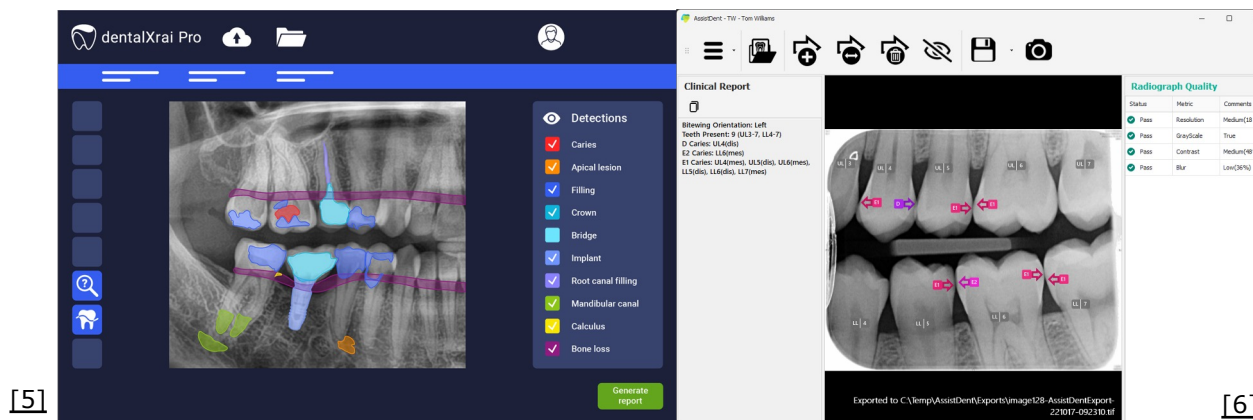 dentalXrai Pro
Detections
Caries
Apical lesion
Filling
Crown
Bridge
Implant
Root canal filling
Mandibular canal
Calculus
Bone loss
Generate
report
[5]
AssistDent - TW - Tom Williams
Clinical Report
Bitewing Orientation: Left
Teeth Present: 9 (UL3-7, LL4-7)
D Caries: UL4(dis)
E2 Caries: LL6(mes)
E1 Caries: UL4(mes), UL5(dis), UL6(mes),
LL5(dis), LL6(dis), LL7(mes)
UL 3
UL 4
UL 5
UL 6
UL 7
E1
D
E1
E1
E1
E2
E1
E1
LL 4
LL 5
LL 6
LL 7
Exported to C:\Temp\AssistDent\Exports\image128-AssistDentExport-
221017-092310.tif
Radiograph Quality
Status Metric Comments
Pass Resolution Medium(18
Pass GrayScale True
Pass Contrast Medium(48
Pass Blur Low(36%)
[6]